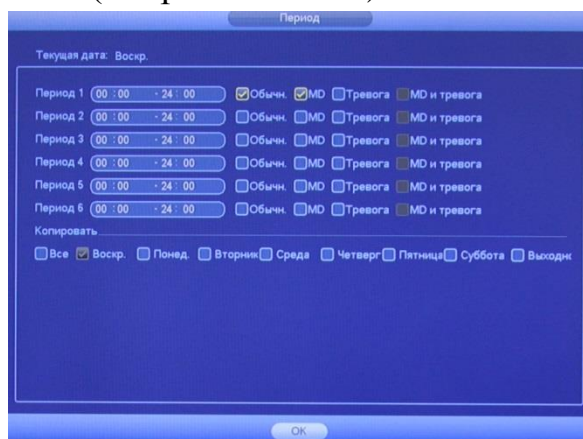 Период
Текущая дата: Воскр.
Период 1 00 : 00 - 24 : 00 Обычн. MD Тревога MD и тревога
Период 2 00 : 00 - 24 : 00 Обычн. MD Тревога MD и тревога
Период 3 00 : 00 - 24 : 00 Обычн. MD Тревога MD и тревога
Период 4 00 : 00 - 24 : 00 Обычн. MD Тревога MD и тревога
Период 5 00 : 00 - 24 : 00 Обычн. MD Тревога MD и тревога
Период 6 00 : 00 - 24 : 00 Обычн. MD Тревога MD и тревога
Копировать
Все Воскр. Понед. Вторник Среда Четверг Пятница Суббота Выходно
OK